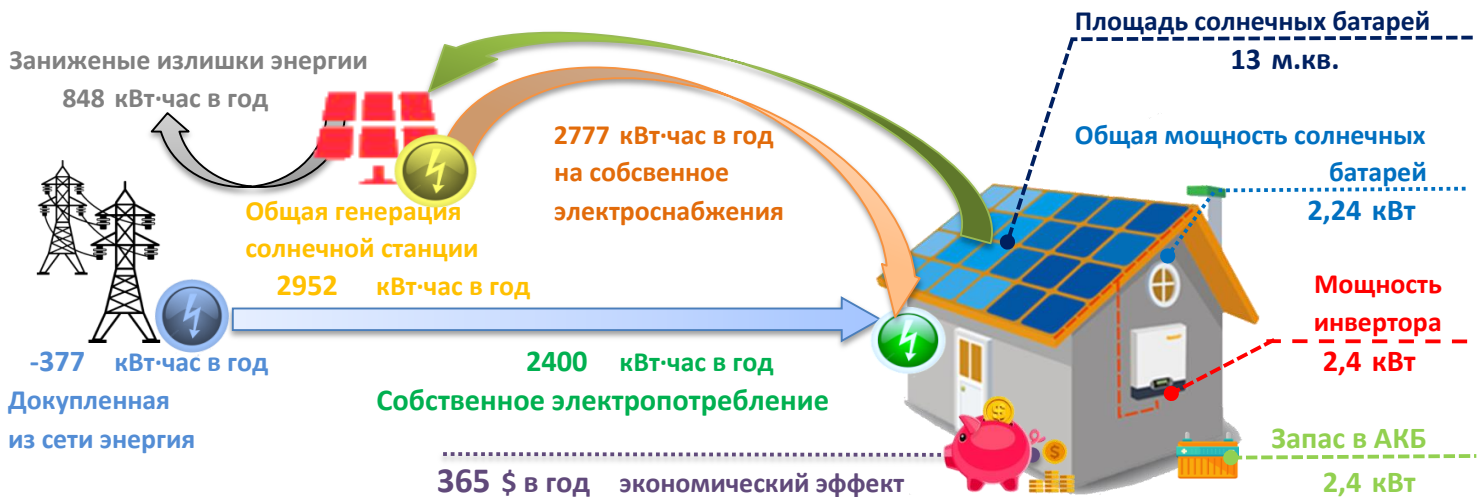 Заниженые излишки энергии
848 кВт·час в год
Площадь солнечных батарей
13 м.кв.
2777 кВт·час в год
на собсвенное
электроснабжения
Общая мощность солнечных
батарей
2,24 кВт
Общая генерация
солнечной станции
2952 кВт·час в год
Мощность
инвертора
2,4 кВт
-377 кВт·час в год
Докупленная
из сети энергия
2400 кВт·час в год
Собственное электропотребление
Запас в АКБ
2,4 кВт
365 $ в год экономический эффект